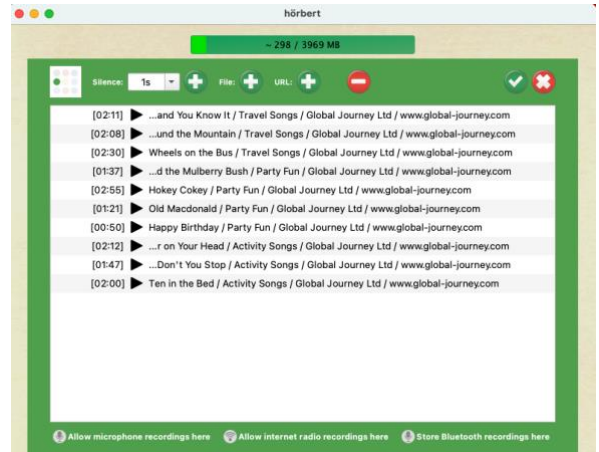 hörbert
~ 298 / 3969 MB
Silence: 1s File: URL:
[02:11] ...and You Know It / Travel Songs / Global Journey Ltd / www.global-journey.com
[02:08] ...und the Mountain / Travel Songs / Global Journey Ltd / www.global-journey.com
[02:30] Wheels on the Bus / Travel Songs / Global Journey Ltd / www.global-journey.com
[01:37] ...d the Mulberry Bush / Party Fun / Global Journey Ltd / www.global-journey.com
[02:55] Hokey Cokey / Party Fun / Global Journey Ltd / www.global-journey.com
[01:21] Old Macdonald / Party Fun / Global Journey Ltd / www.global-journey.com
[00:50] Happy Birthday / Party Fun / Global Journey Ltd / www.global-journey.com
[02:12] ...r on Your Head / Activity Songs / Global Journey Ltd / www.global-journey.com
[01:47] ...Don't You Stop / Activity Songs / Global Journey Ltd / www.global-journey.com
[02:00] Ten in the Bed / Activity Songs / Global Journey Ltd / www.global-journey.com
Allow microphone recordings here Allow internet radio recordings here Store Bluetooth recordings here